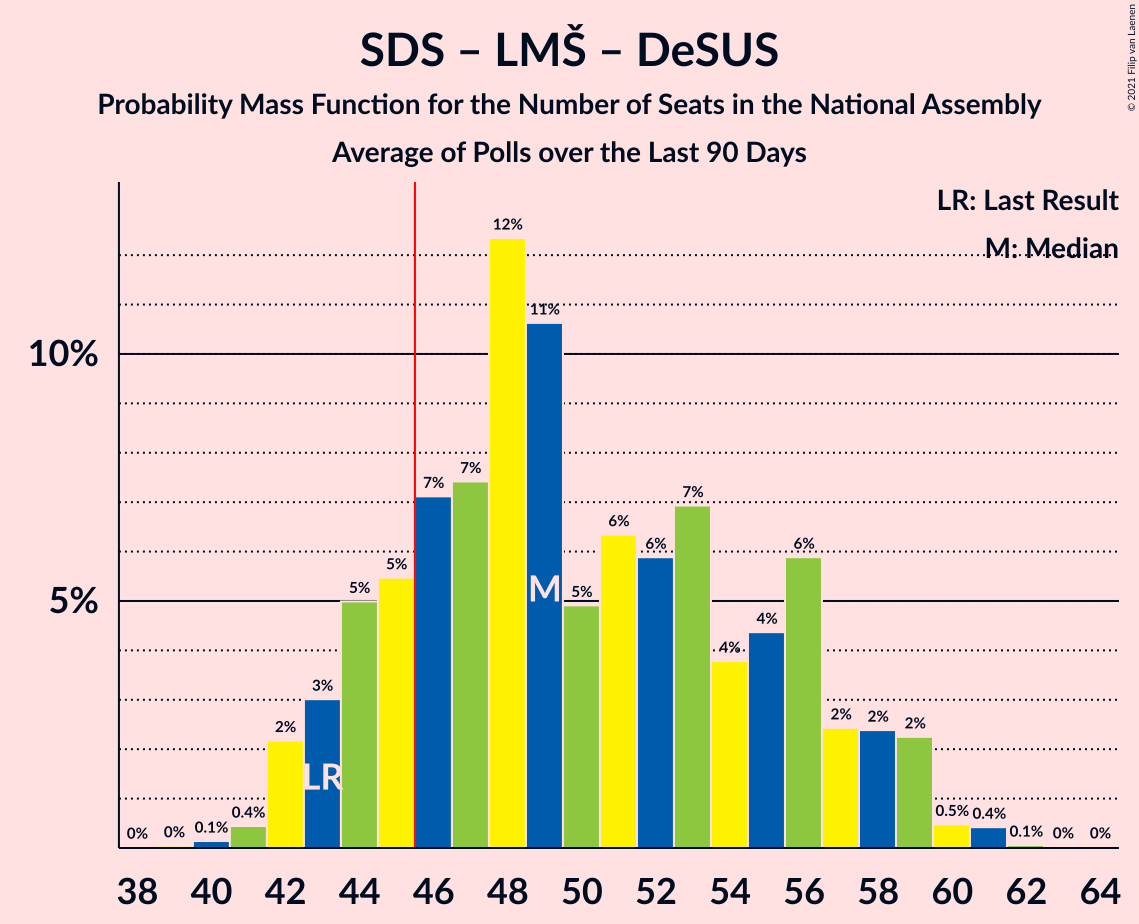 SDS – LMŠ – DeSUS
Probability Mass Function for the Number of Seats in the National Assembly
Average of Polls over the Last 90 Days
© 2021 Filip van Laenen
LR: Last Result
M: Median
10%
5%
0% 0% 0.1% 0.4% 2% 3% 5% 5% 7% 7% 12% 11% 5% 6% 6% 7% 4% 4% 6% 2% 2% 2% 0.5% 0.4% 0.1% 0% 0%
LR
M
38 40 42 44 46 48 50 52 54 56 58 60 62 64